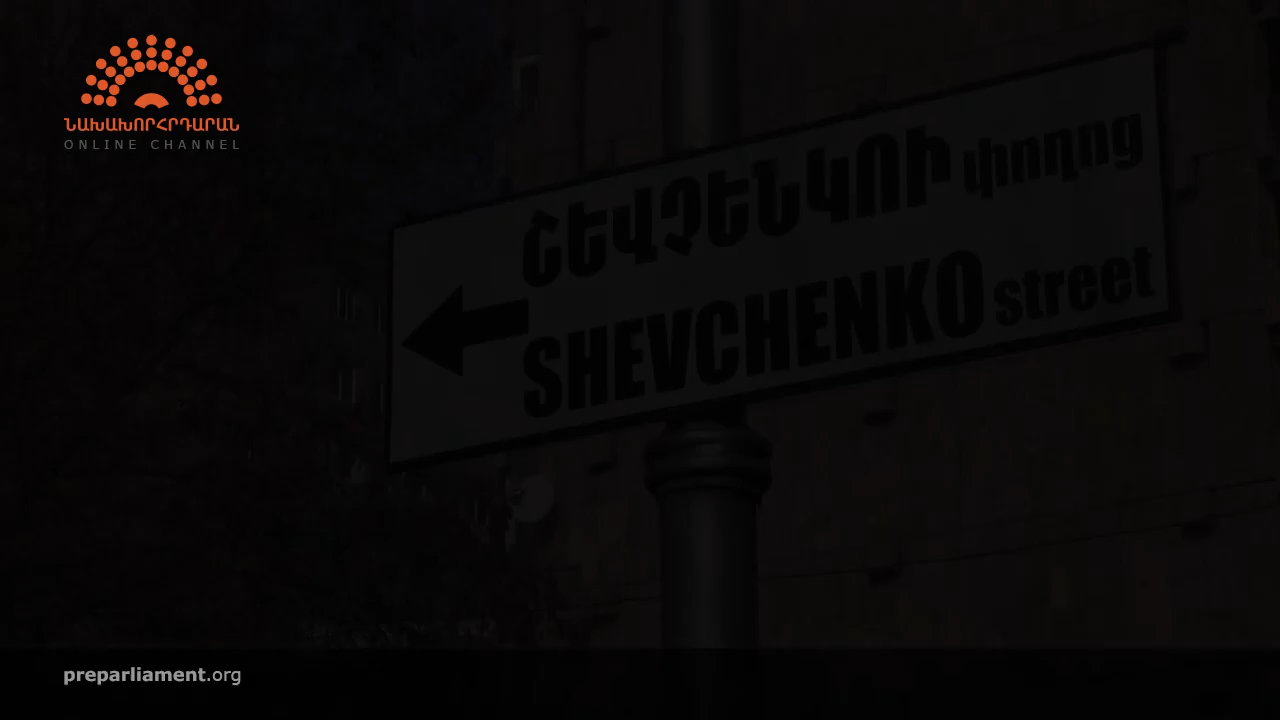 ՆԱԽԱԽՈՐՀՐԴԱՐԱՆ
ONLINE CHANNEL
ՇԵՎՉԵՆԿՈՒ փողոց
SHEVCHENKO street
preparliament.org